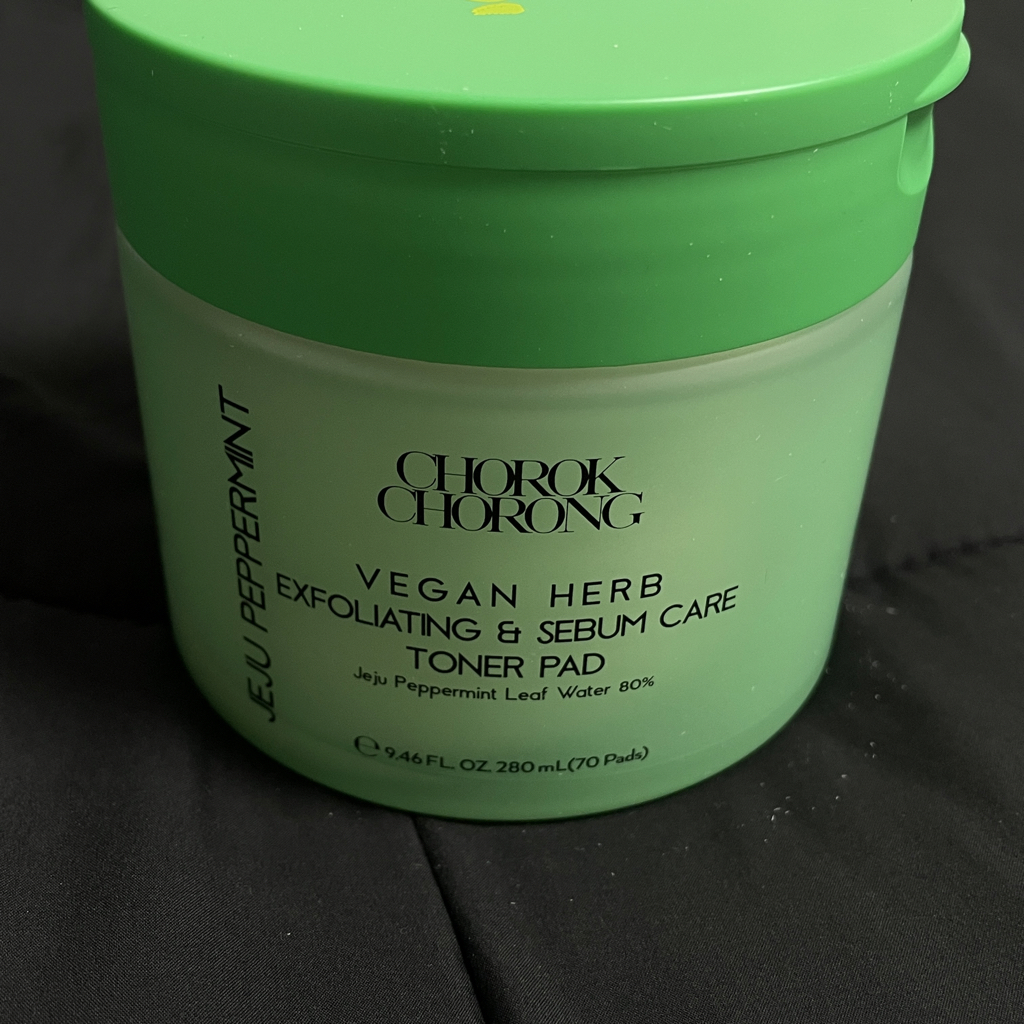 JEJU PEPPERMINT
CHOROK
CHORONG
VEGAN HERB
EXFOLIATING & SEBUM CARE
TONER PAD
Jeju Peppermint Leaf Water 80%
℮ 9.46 FL. OZ. 280 mL(70 Pads)